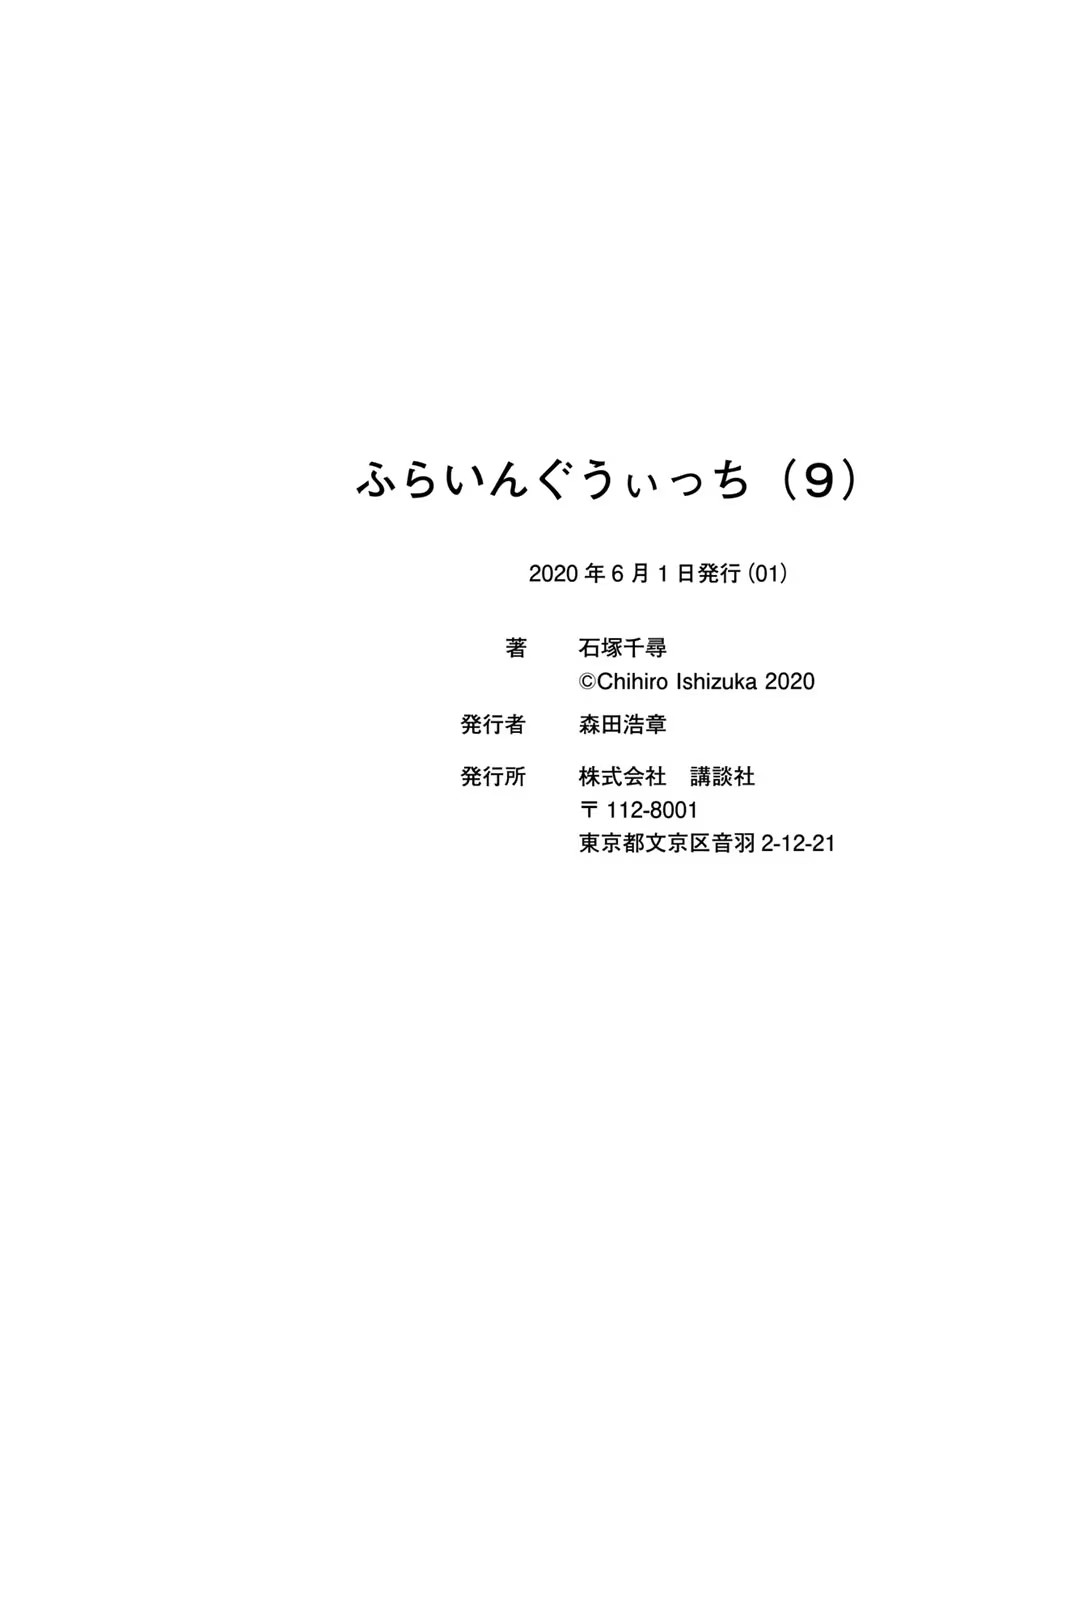 ふらいんぐうぃっち（9）
2020年6月1日発行(01)
著 石塚千尋
©Chihiro Ishizuka 2020
発行者 森田浩章
発行所 株式会社 講談社
〒112-8001
東京都文京区音羽2-12-21